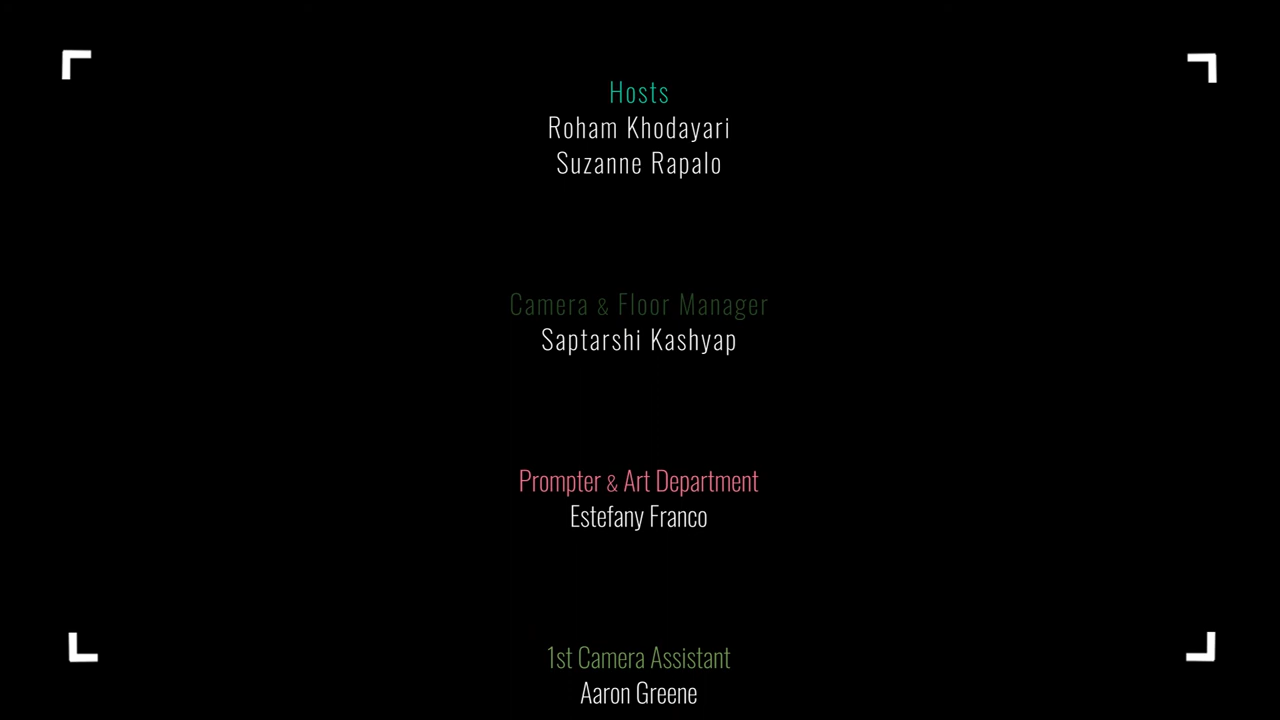 Hosts
Roham Khodayari
Suzanne Rapalo
Camera & Floor Manager
Saptarshi Kashyap
Prompter & Art Department
Estefany Franco
1st Camera Assistant
Aaron Greene